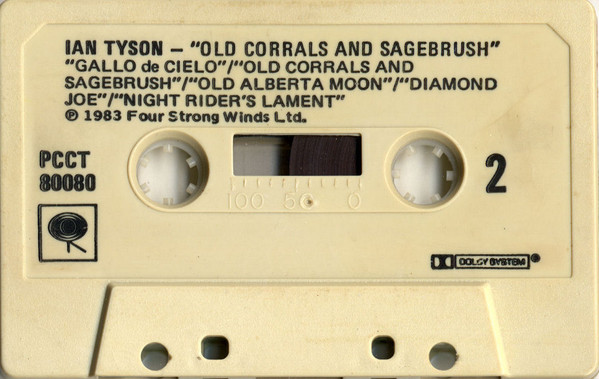 IAN TYSON – "OLD CORRALS AND SAGEBRUSH"
"GALLO de CIELO"/"OLD CORRALS AND
SAGEBRUSH"/"OLD ALBERTA MOON"/"DIAMOND
JOE"/"NIGHT RIDER'S LAMENT"
℗ 1983 Four Strong Winds Ltd.
PCCT
80080
2
100 50 0
DOLBY SYSTEM ®